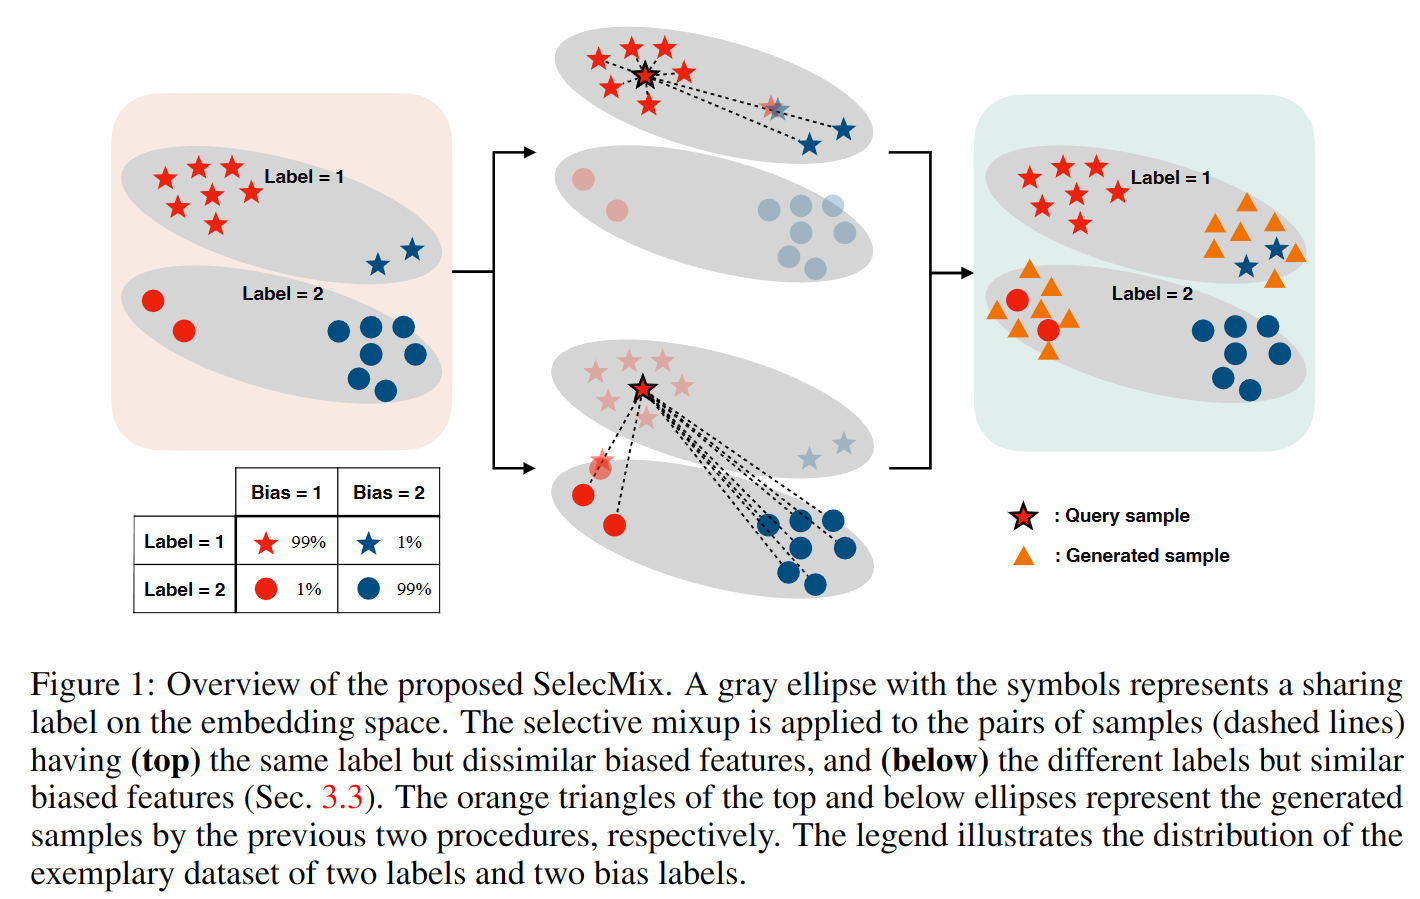 Label = 1
Label = 2
Label = 1
Label = 2
Bias = 1 Bias = 2
Label = 1 99% 1%
Label = 2 1% 99%
: Query sample
: Generated sample
Figure 1: Overview of the proposed SelecMix. A gray ellipse with the symbols represents a sharing
label on the embedding space. The selective mixup is applied to the pairs of samples (dashed lines)
having (top) the same label but dissimilar biased features, and (below) the different labels but similar
biased features (Sec. 3.3). The orange triangles of the top and below ellipses represent the generated
samples by the previous two procedures, respectively. The legend illustrates the distribution of the
exemplary dataset of two labels and two bias labels.